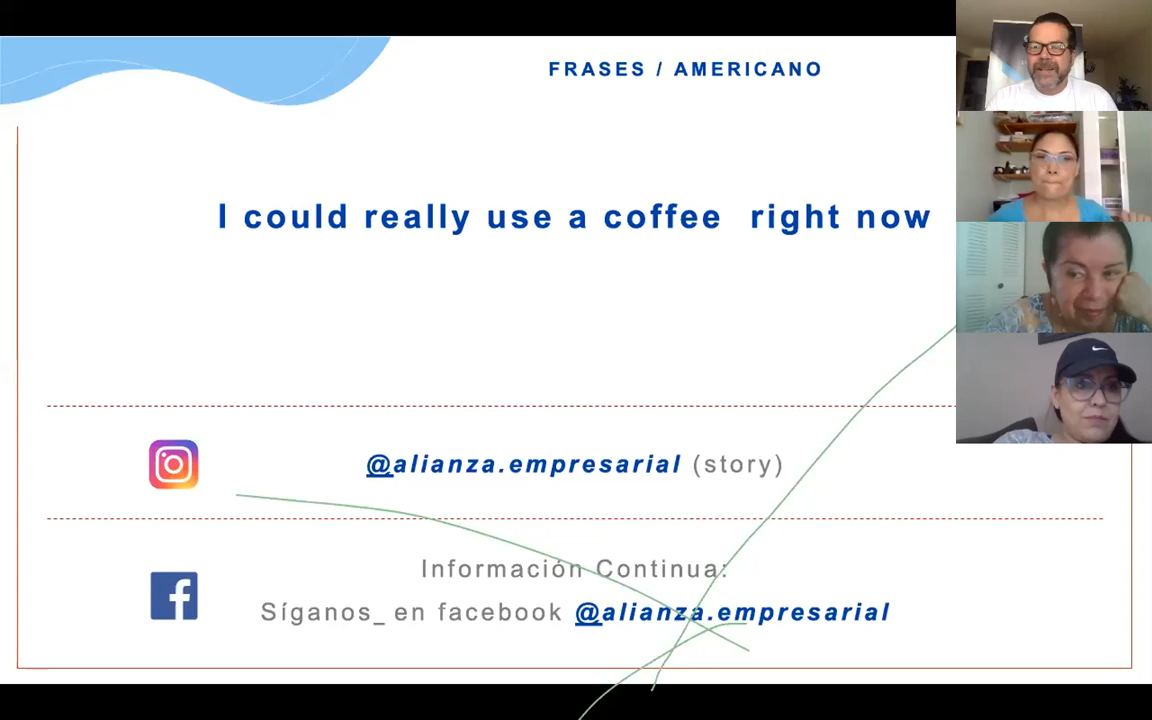 FRASES / AMERICANO
I could really use a coffee right now
@alianza.empresarial (story)
Información Continua:
Síganos_ en facebook @alianza.empresarial